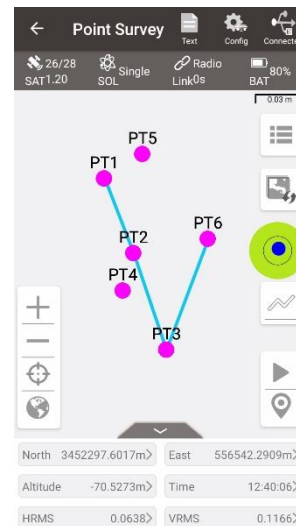 Point Survey
Text Config Connecte
26/28 Single Radio 80%
SAT1.20 SOL Link0s BAT
0.03 m
PT5
PT1
PT6
PT2
PT4
PT3
North 3452297.6017m> East 556542.2909m>
Altitude -70.5273m> Time 12:40:06>
HRMS 0.0638> VRMS 0.1166>